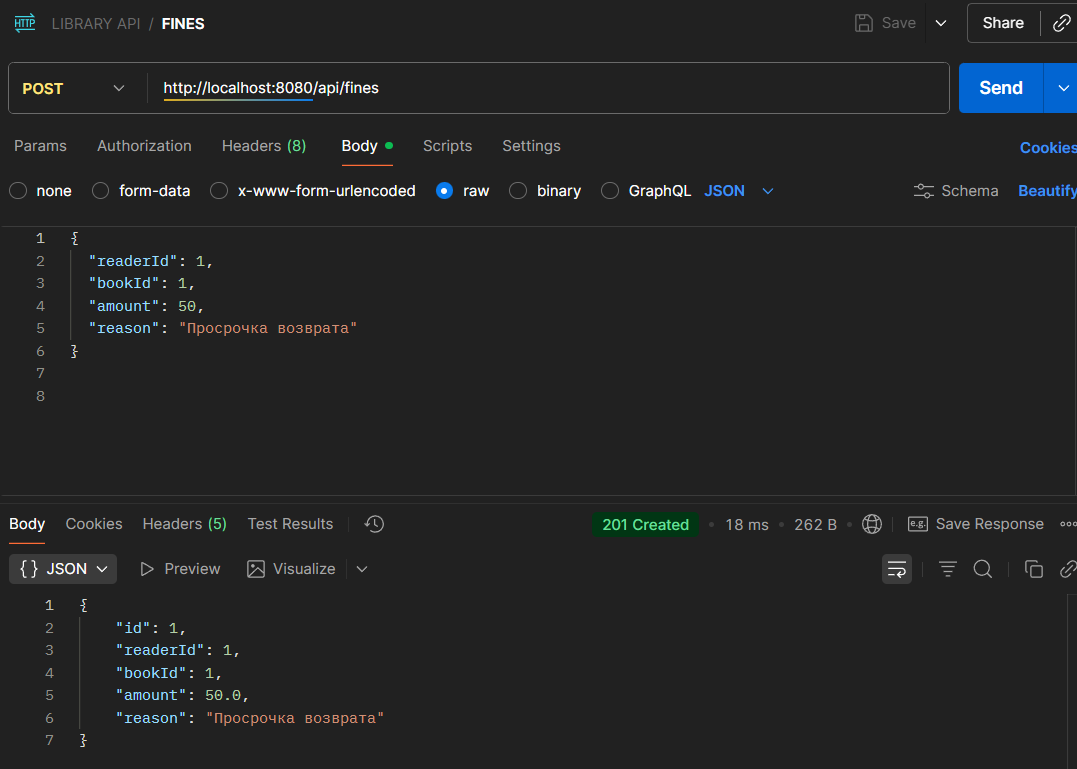 HTTP LIBRARY API / FINES Save Share
POST http://localhost:8080/api/fines Send
Params Authorization Headers (8) Body Scripts Settings Cookies
none form-data x-www-form-urlencoded raw binary GraphQL JSON Schema Beautify
1 {
2 "readerId": 1,
3 "bookId": 1,
4 "amount": 50,
5 "reason": "Просрочка возврата"
6 }
7
8
Body Cookies Headers (5) Test Results 201 Created • 18 ms • 262 B • e.g. Save Response
{} JSON Preview Visualize
1 {
2 "id": 1,
3 "readerId": 1,
4 "bookId": 1,
5 "amount": 50.0,
6 "reason": "Просрочка возврата"
7 }